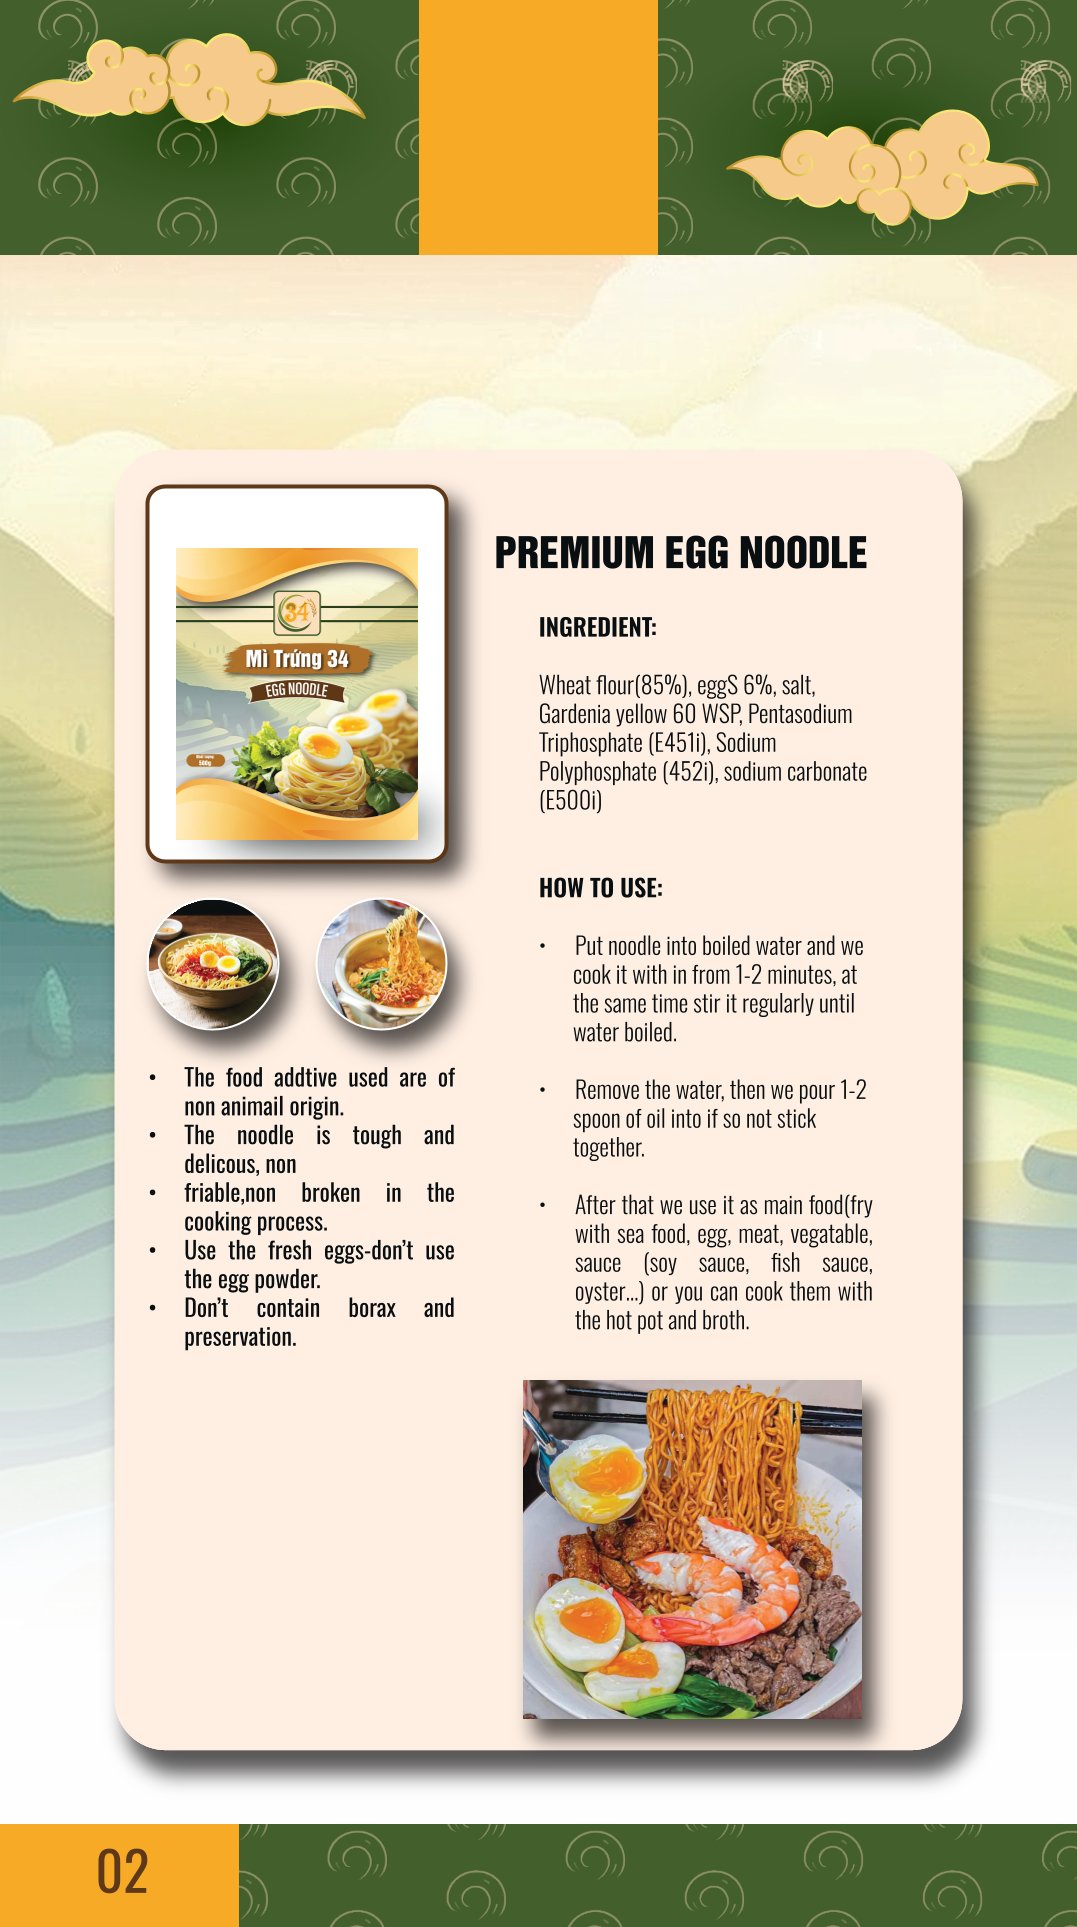 34
Mì Trứng 34
EGG NOODLE
500g
The food addtive used are of
non animail origin.
The noodle is tough and
delicous, non
friable,non broken in the
cooking process.
Use the fresh eggs-don't use
the egg powder.
Don't contain borax and
preservation.
PREMIUM EGG NOODLE
INGREDIENT:
Wheat flour(85%), eggS 6%, salt,
Gardenia yellow 60 WSP, Pentasodium
Triphosphate (E451i), Sodium
Polyphosphate (452i), sodium carbonate
(E500i)
HOW TO USE:
Put noodle into boiled water and we
cook it with in from 1-2 minutes, at
the same time stir it regularly until
water boiled.
Remove the water, then we pour 1-2
spoon of oil into if so not stick
together.
After that we use it as main food(fry
with sea food, egg, meat, vegatable,
sauce (soy sauce, fish sauce,
oyster...) or you can cook them with
the hot pot and broth.
02